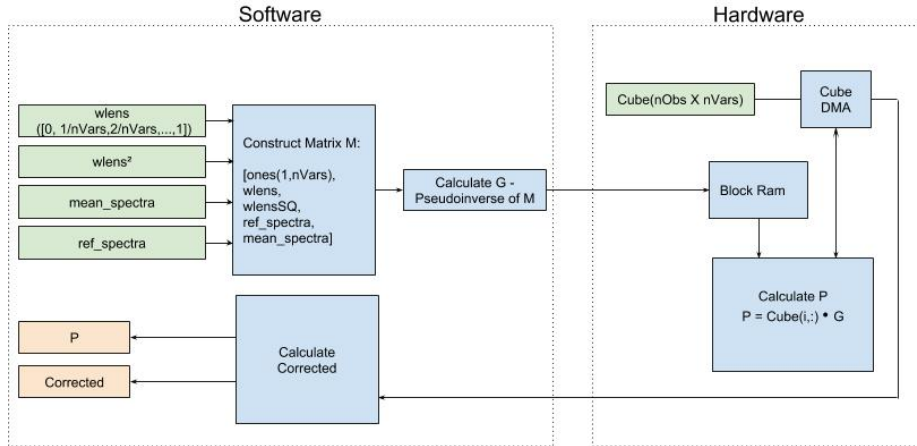 Software
Hardware
wlens
([0, 1/nVars,2/nVars,...,1])
wlens²
mean_spectra
ref_spectra
Construct Matrix M:
[ones(1,nVars),
wlens,
wlensSQ,
ref_spectra,
mean_spectra]
Calculate G -
Pseudoinverse of M
Cube(nObs X nVars)
Cube
DMA
Block Ram
Calculate P
P = Cube(i,:) • G
P
Corrected
Calculate
Corrected